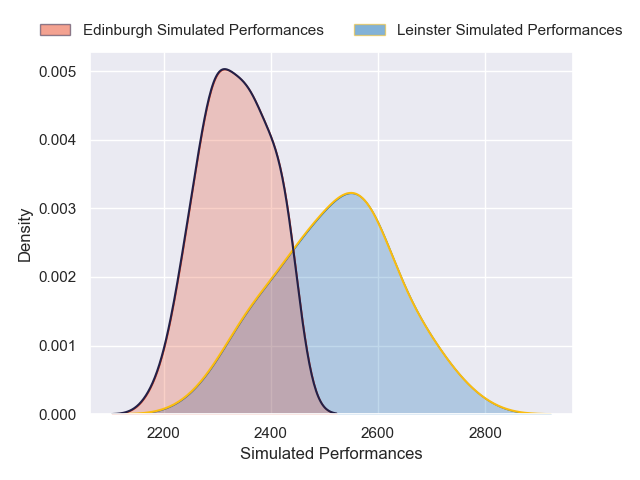 Edinburgh Simulated Performances
Leinster Simulated Performances
0.005
0.004
0.003
0.002
0.001
0.000
Density
2200
2400
2600
2800
Simulated Performances